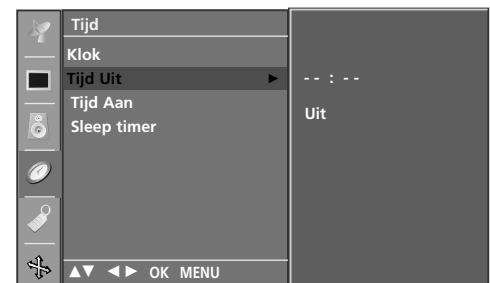 Tijd
Klok
Tijd Uit ►
Tijd Aan
Sleep timer
- - : - -
Uit
▲▼ ◄► OK MENU